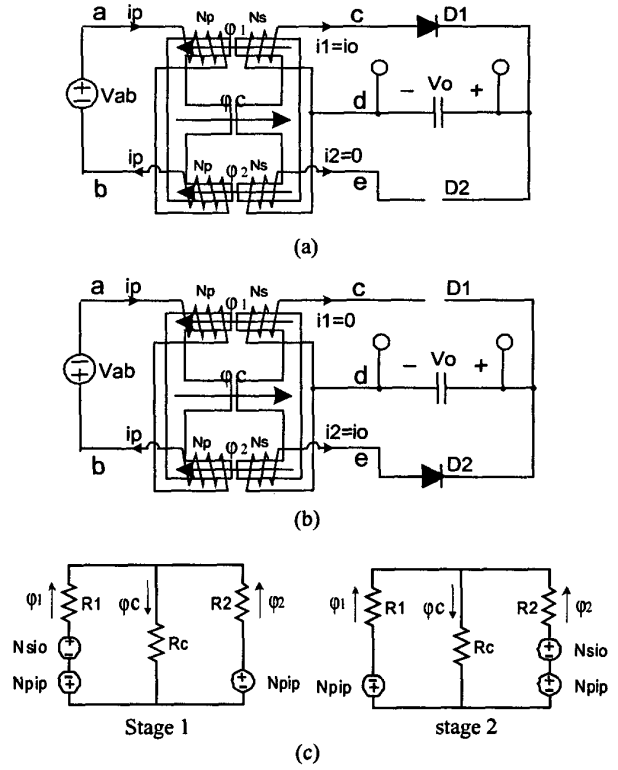 a ip Np φ1 Ns c D1
i1=io
Vab φc d − Vo +
b ip Np φ2 Ns i2=0 e D2
(a)
a ip Np φ1 Ns c D1
i1=0
Vab φc d − Vo +
b ip Np φ2 Ns i2=io e D2
(b)
φ1 R1 φc R2 φ2
Nsio Rc
Npip Npip
φ1 R1 φc R2 φ2
Rc Nsio
Npip Npip
Stage 1 stage 2
(c)